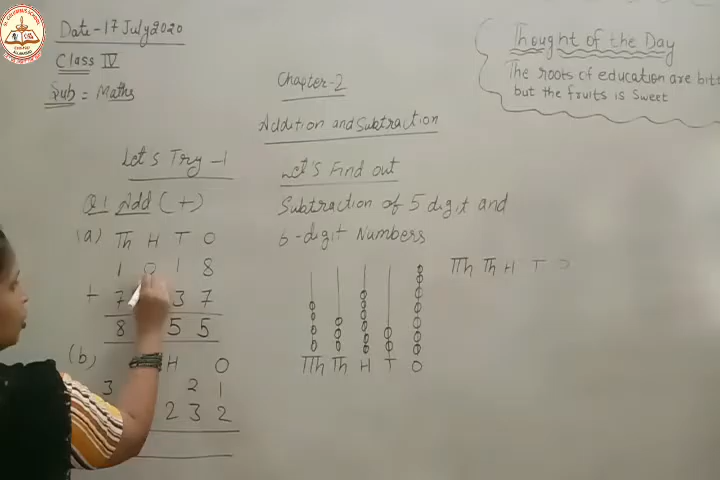 Date-17 July 2020
Class IV
Sub = Maths
Thought of the Day
The roots of education are bitt
but the fruits is Sweet
Chapter-2
Addition and Subtraction
Let's Try-1
Let's Find out
Q1 Add (+)
Subtraction of 5 digit and
6-digit Numbers
(a) Th H T O
1 0 1 8
+ 7 3 7
8 5 5
(b) H O
3 2 1
2 3 2
TTh Th H T O
TTh Th H T